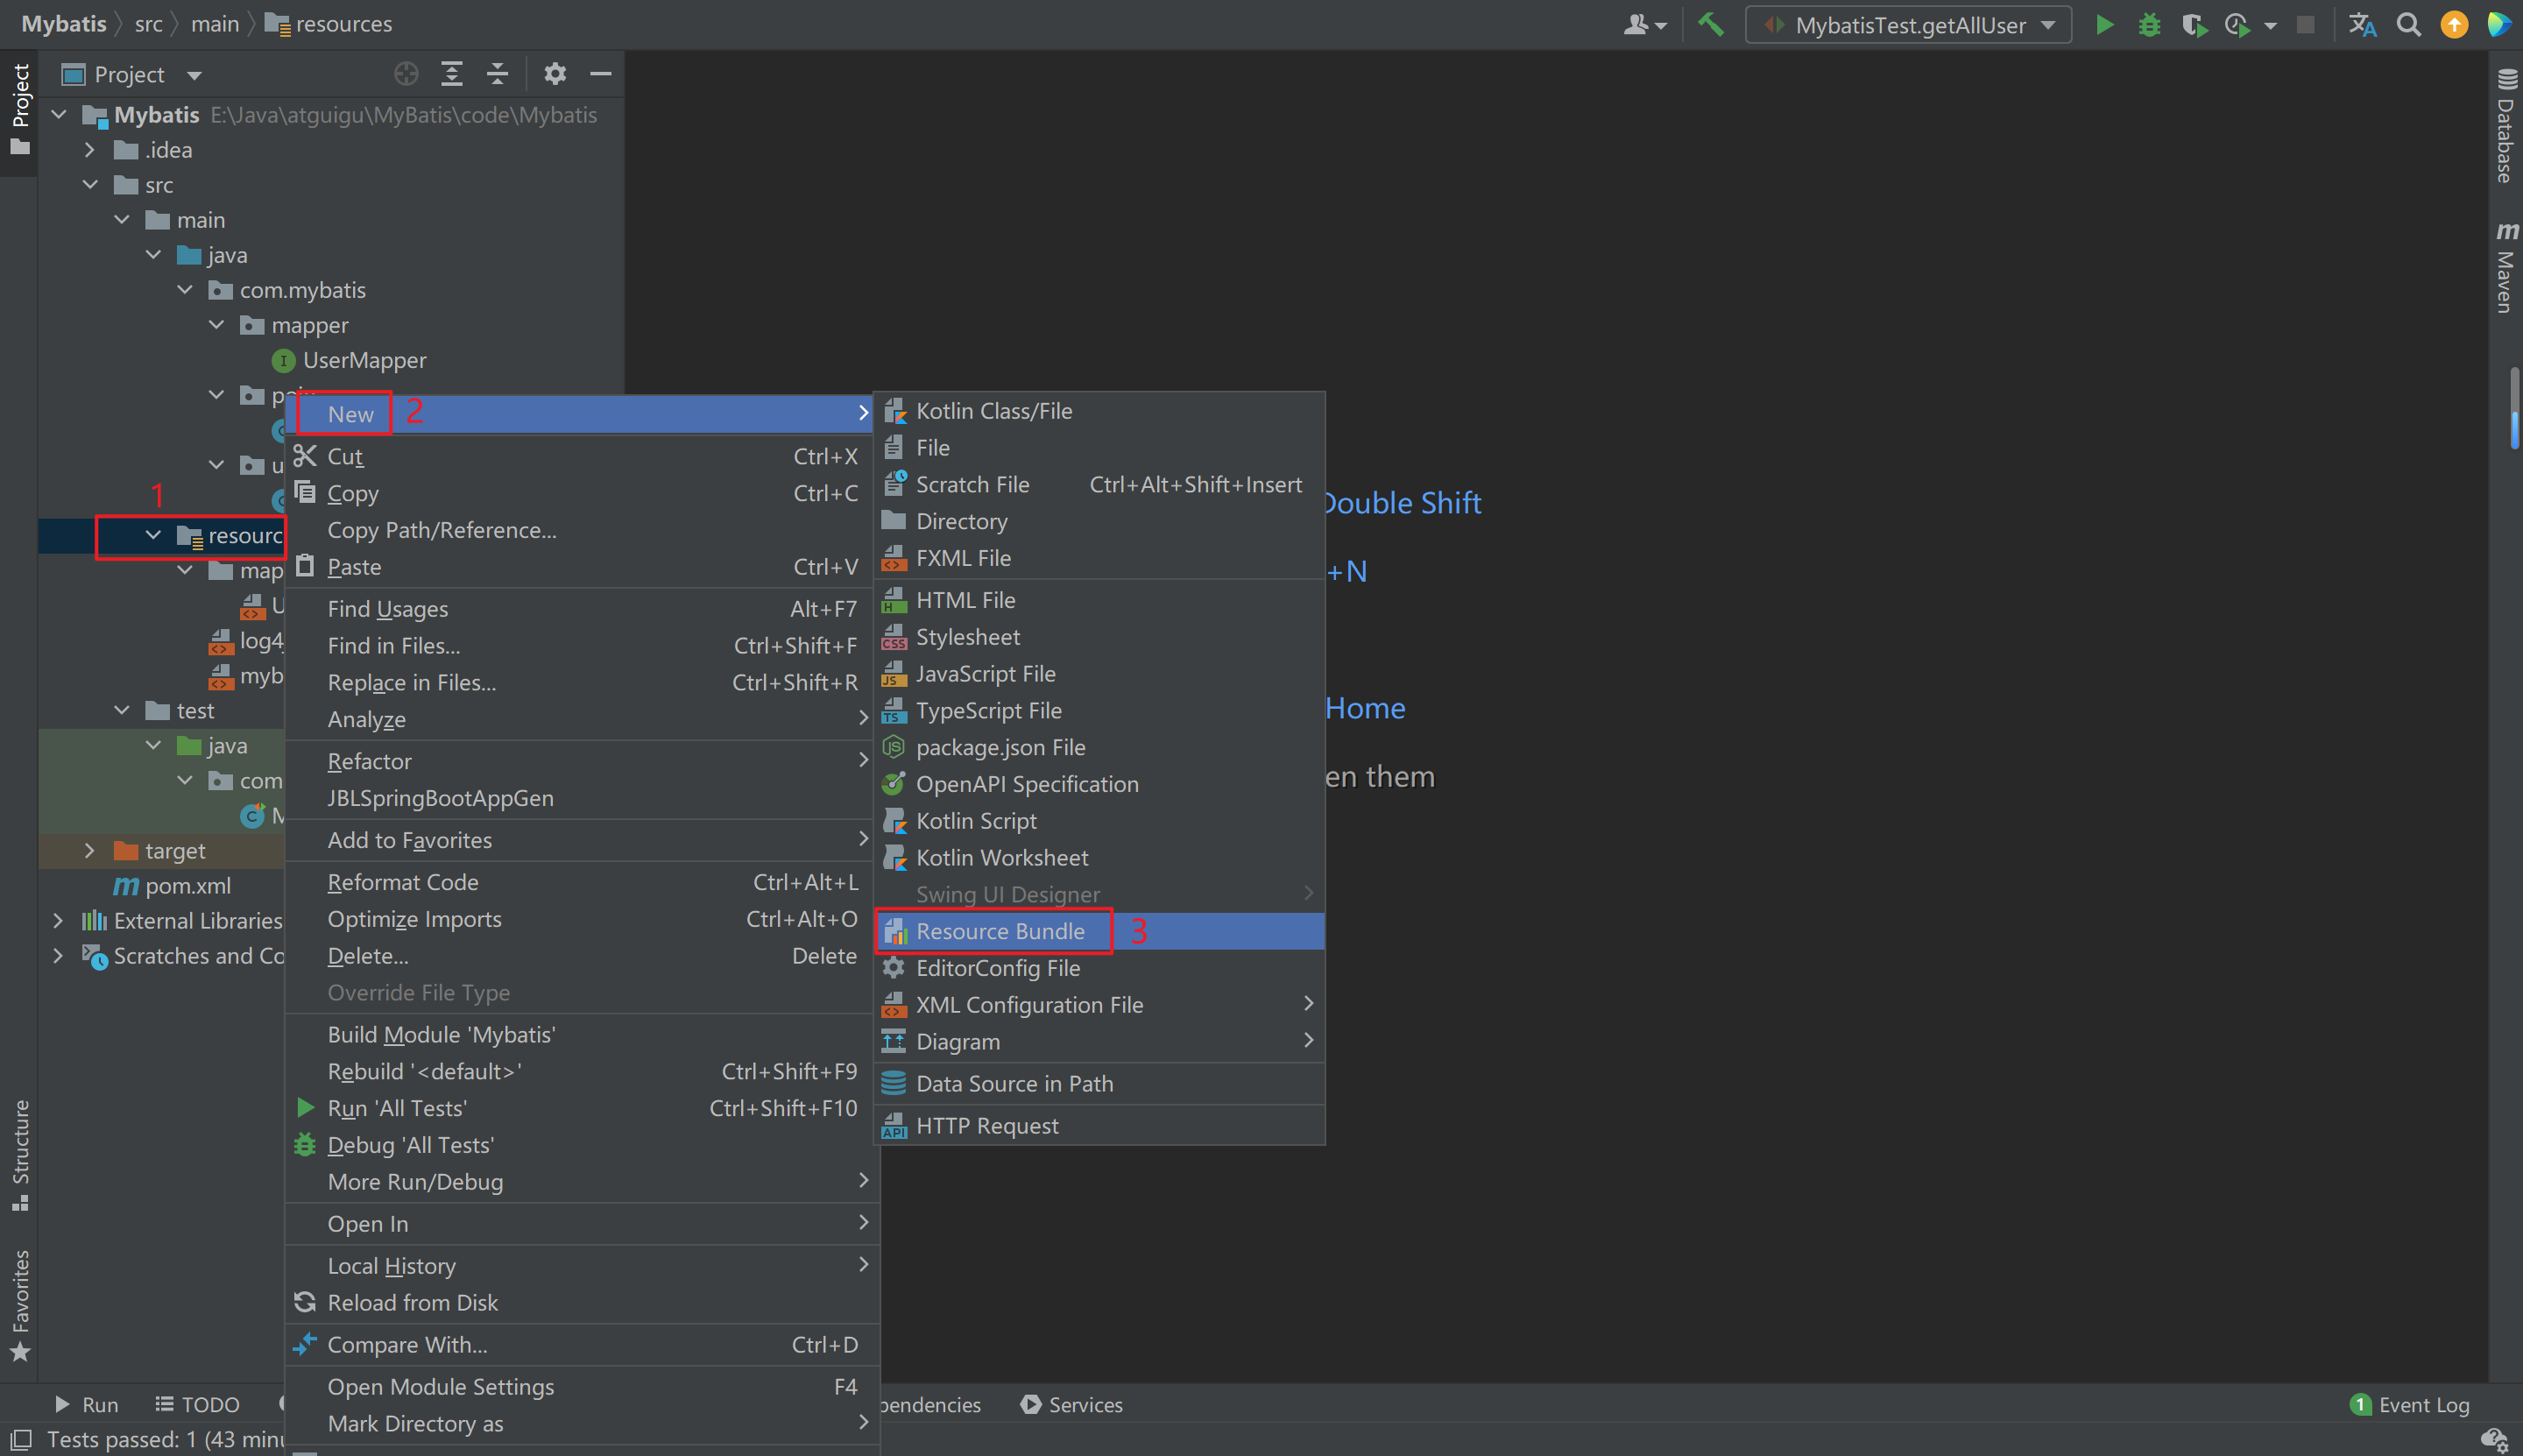 Mybatis
src
main
resources
MybatisTest.getAllUser
Project
Project
Mybatis E:\Java\atguigu\MyBatis\code\Mybatis
.idea
src
main
java
com.mybatis
mapper
UserMapper
1
resourc
map
U
log4
myb
test
java
com
target
pom.xml
External Libraries
Scratches and Co
New 2
Cut Ctrl+X
Copy Ctrl+C
Copy Path/Reference...
Paste Ctrl+V
Find Usages Alt+F7
Find in Files... Ctrl+Shift+F
Replace in Files... Ctrl+Shift+R
Analyze
Refactor
JBLSpringBootAppGen
Add to Favorites
Reformat Code Ctrl+Alt+L
Optimize Imports Ctrl+Alt+O
Delete... Delete
Override File Type
Build Module 'Mybatis'
Rebuild '<default>' Ctrl+Shift+F9
Run 'All Tests' Ctrl+Shift+F10
Debug 'All Tests'
More Run/Debug
Open In
Local History
Reload from Disk
Compare With... Ctrl+D
Open Module Settings F4
Mark Directory as
Kotlin Class/File
File
Scratch File Ctrl+Alt+Shift+Insert
Directory
FXML File
HTML File
Stylesheet
JavaScript File
TypeScript File
package.json File
OpenAPI Specification
Kotlin Script
Kotlin Worksheet
Swing UI Designer
Resource Bundle 3
EditorConfig File
XML Configuration File
Diagram
Data Source in Path
HTTP Request
Double Shift
+N
Home
en them
Database
Maven
Structure
Favorites
Run
TODO
pendencies
Services
1 Event Log
Tests passed: 1 (43 minu